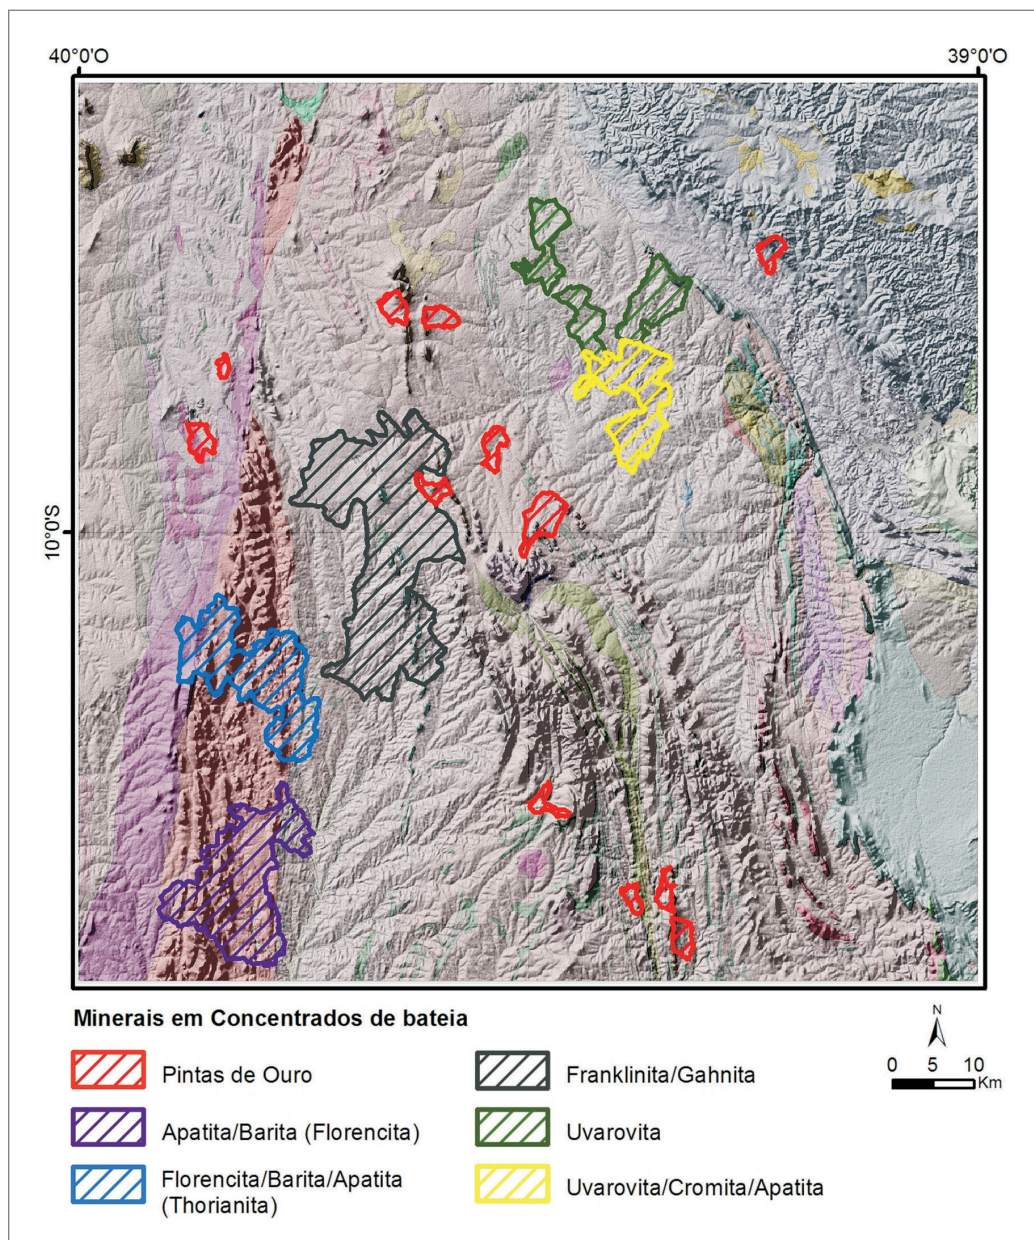 40°0'O
39°0'O
10°0'S
Minerais em Concentrados de bateia
Pintas de Ouro
Apatita/Barita (Florencita)
Florencita/Barita/Apatita
(Thorianita)
Franklinita/Gahnita
Uvarovita
Uvarovita/Cromita/Apatita
N
0 5 10
Km